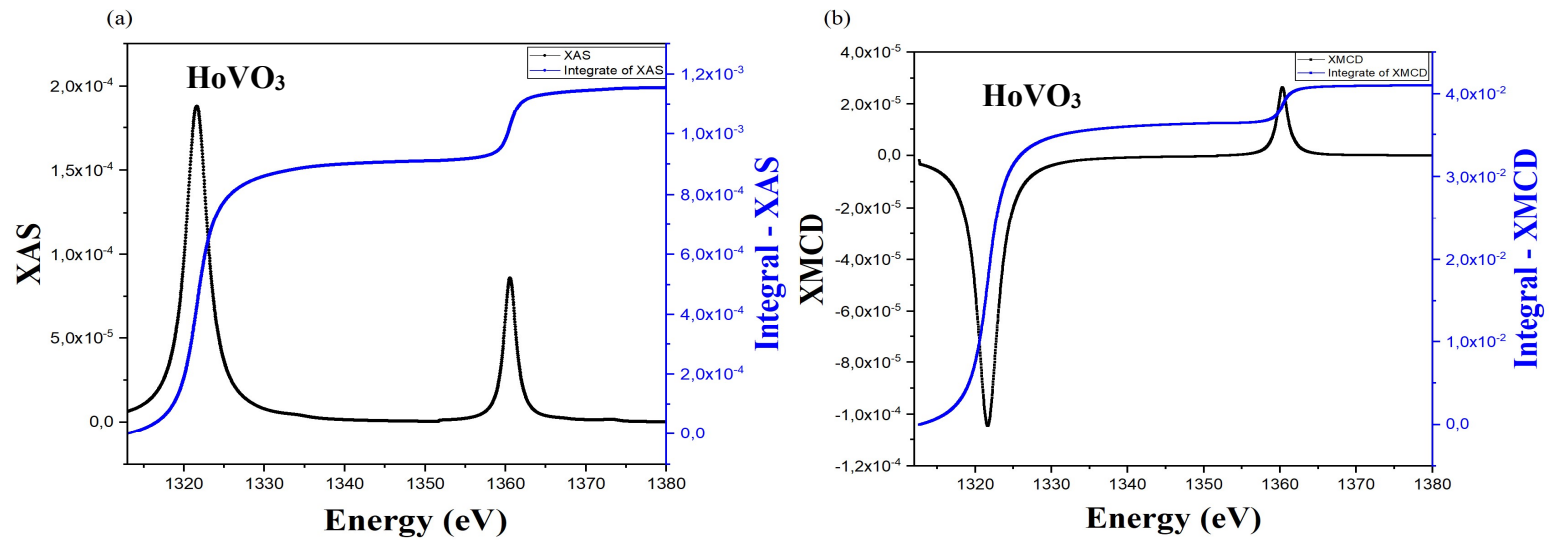 (a)
XAS
Integrate of XAS
HoVO₃
2,0x10⁻⁴
1,5x10⁻⁴
1,0x10⁻⁴
5,0x10⁻⁵
0,0
XAS
1,2x10⁻³
1,0x10⁻³
8,0x10⁻⁴
6,0x10⁻⁴
4,0x10⁻⁴
2,0x10⁻⁴
0,0
Integral - XAS
1320 1330 1340 1350 1360 1370 1380
Energy (eV)
(b)
XMCD
Integrate of XMCD
HoVO₃
4,0x10⁻⁵
2,0x10⁻⁵
0,0
-2,0x10⁻⁵
-4,0x10⁻⁵
-6,0x10⁻⁵
-8,0x10⁻⁵
-1,0x10⁻⁴
-1,2x10⁻⁴
XMCD
4,0x10⁻²
3,0x10⁻²
2,0x10⁻²
1,0x10⁻²
0,0
Integral - XMCD
1320 1330 1340 1350 1360 1370 1380
Energy (eV)